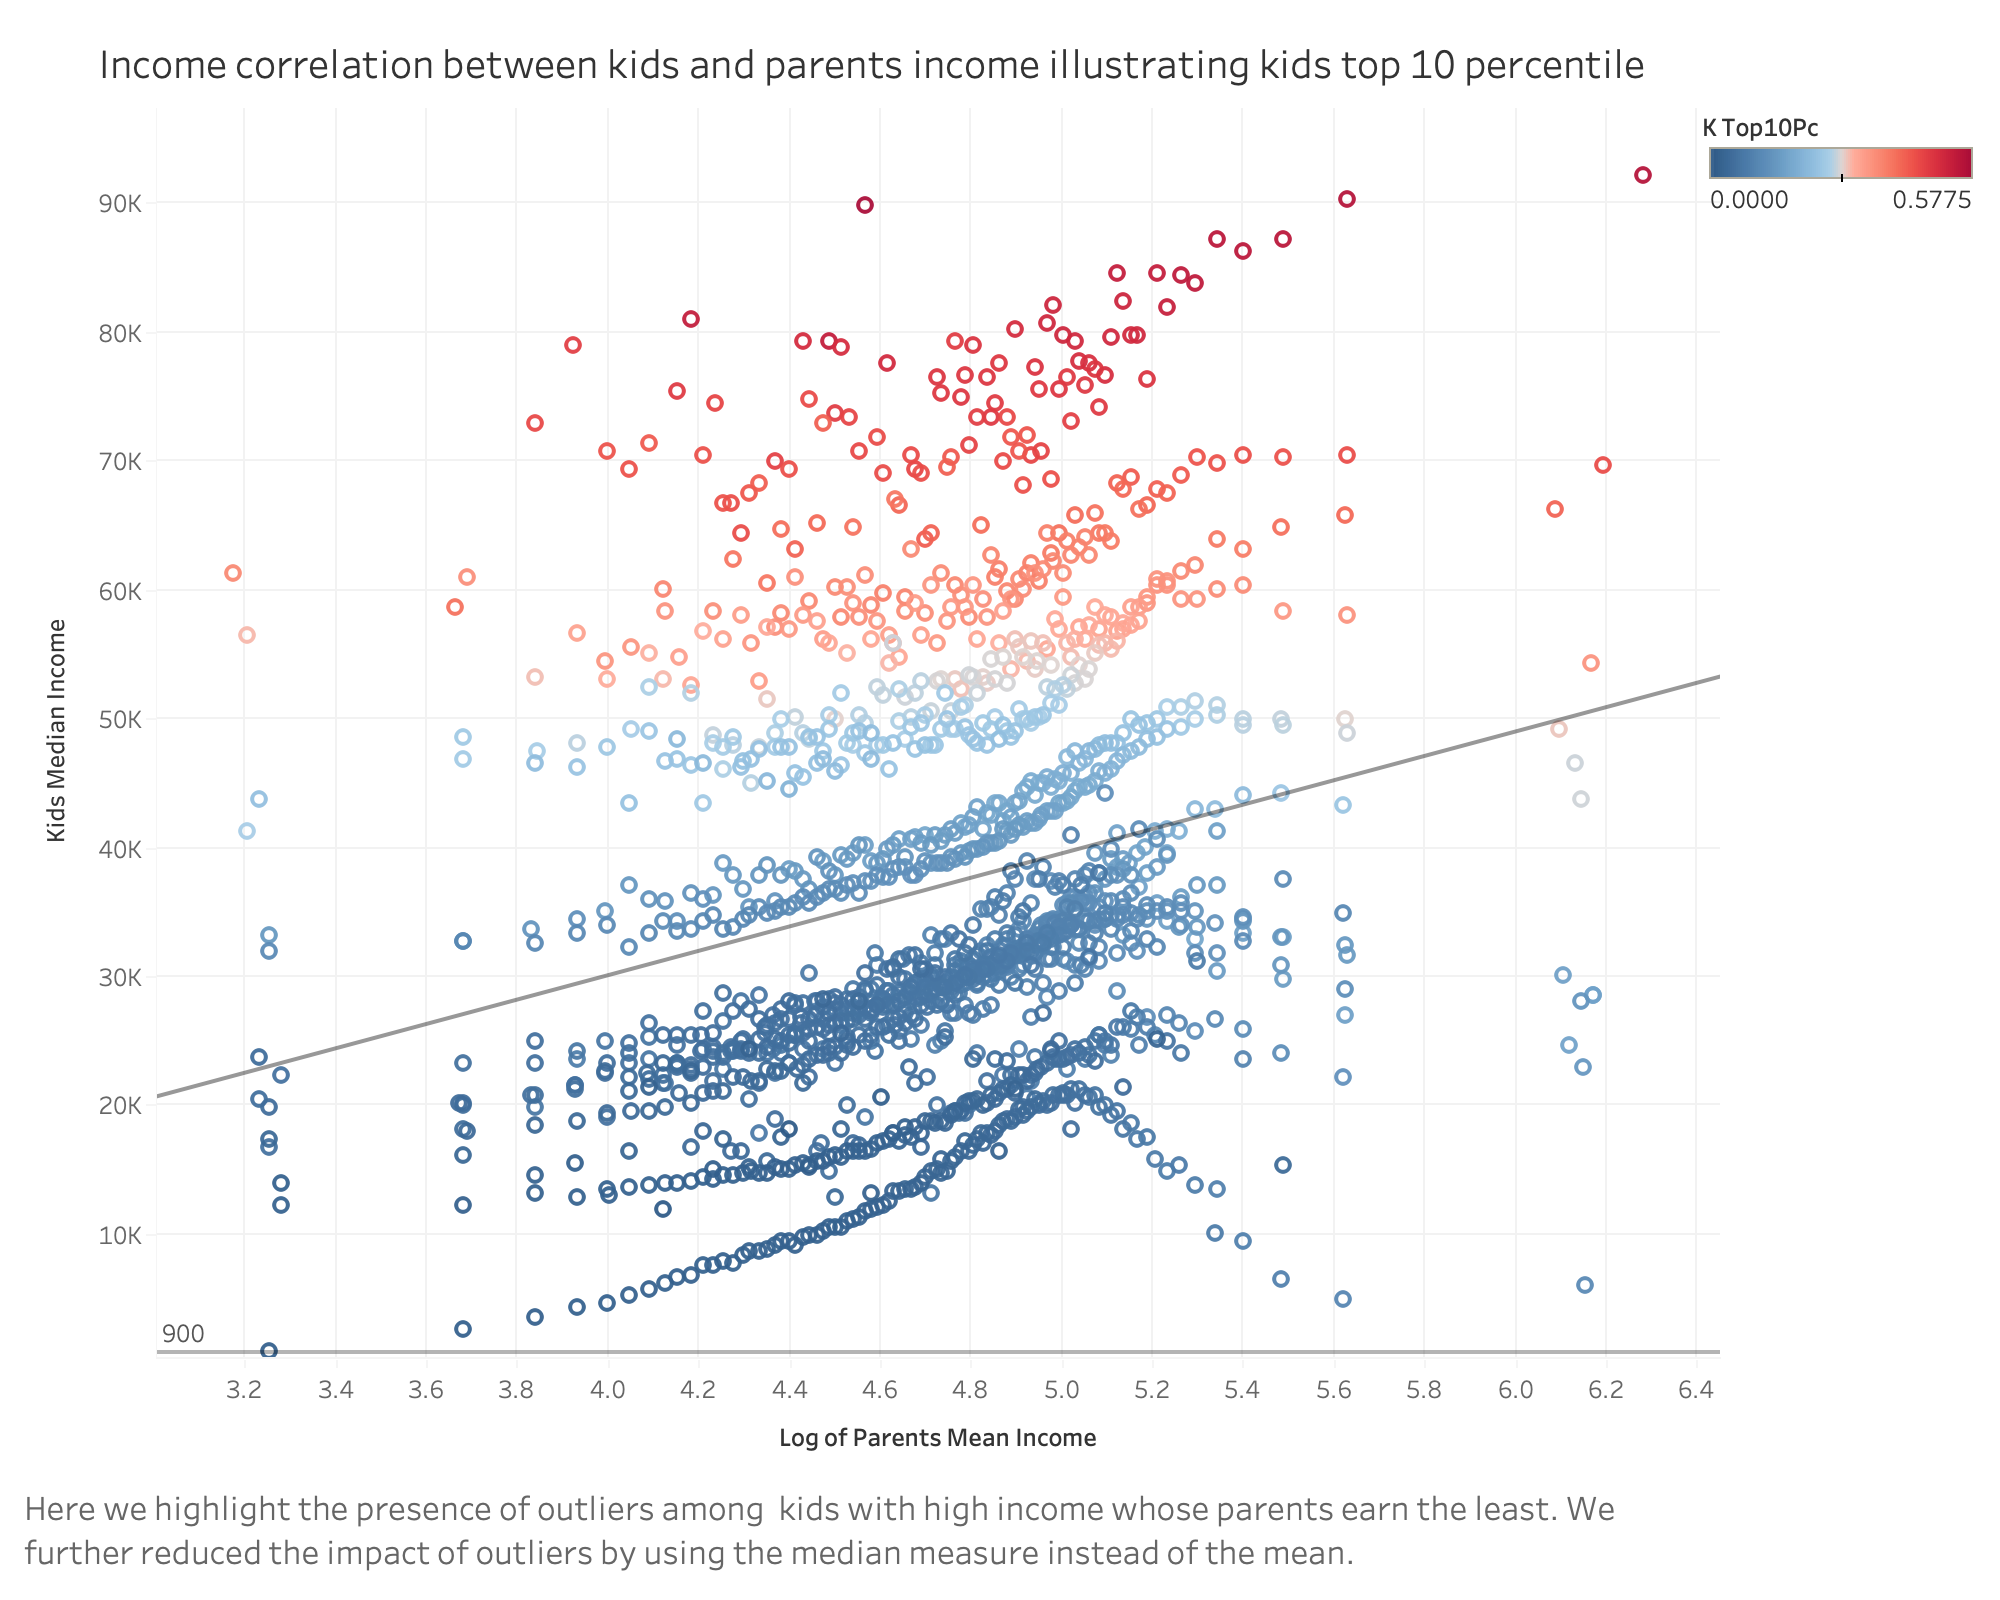 Income correlation between kids and parents income illustrating kids top 10 percentile
K Top10Pc
0.0000 0.5775
90K
80K
70K
60K
50K
40K
30K
20K
10K
Kids Median Income
900
3.2 3.4 3.6 3.8 4.0 4.2 4.4 4.6 4.8 5.0 5.2 5.4 5.6 5.8 6.0 6.2 6.4
Log of Parents Mean Income
Here we highlight the presence of outliers among  kids with high income whose parents earn the least. We
further reduced the impact of outliers by using the median measure instead of the mean.